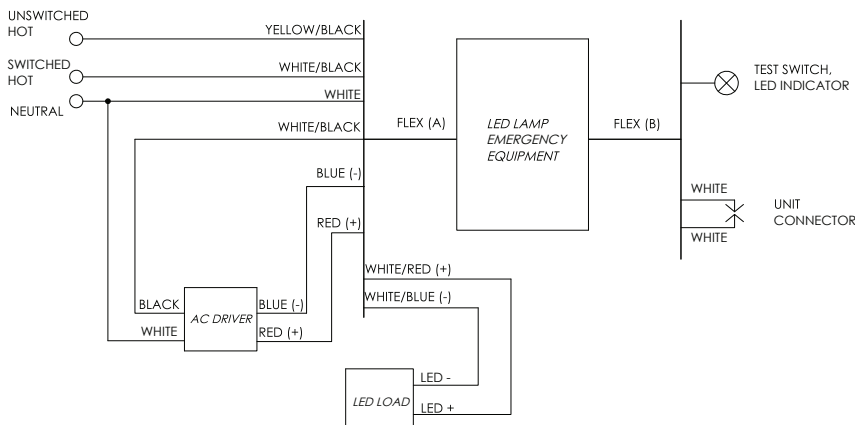 UNSWITCHED
HOT
YELLOW/BLACK
SWITCHED
HOT
WHITE/BLACK
NEUTRAL
WHITE
WHITE/BLACK
BLUE (-)
RED (+)
FLEX (A)
LED LAMP
EMERGENCY
EQUIPMENT
FLEX (B)
TEST SWITCH,
LED INDICATOR
WHITE
UNIT
CONNECTOR
WHITE
WHITE/RED (+)
WHITE/BLUE (-)
BLACK
AC DRIVER
BLUE (-)
WHITE
RED (+)
LED LOAD
LED -
LED +